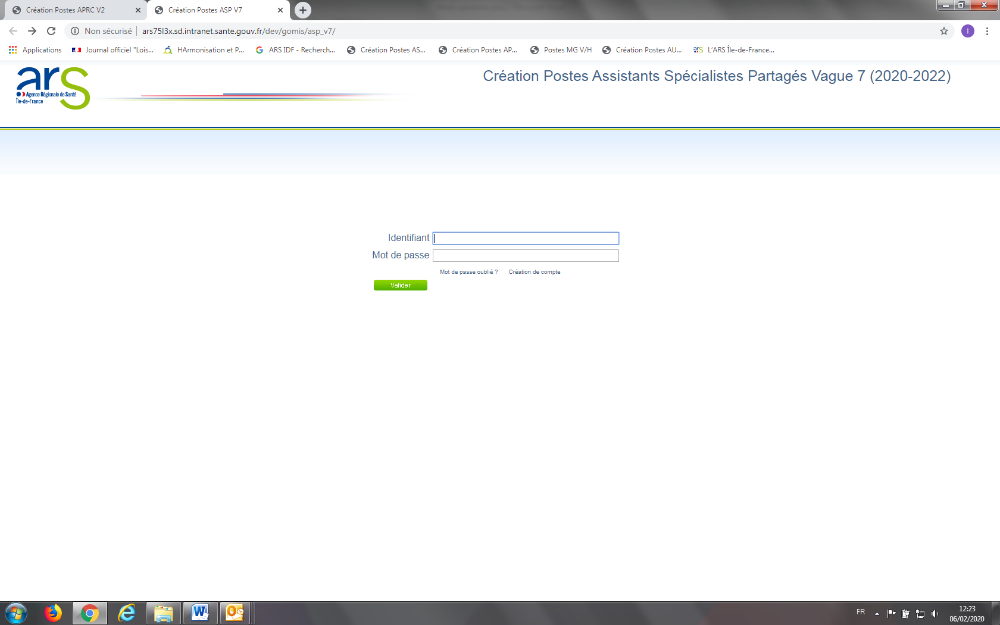 Création Postes APRC V2
Création Postes ASP V7
Non sécurisé ars75l3x.sd.intranet.sante.gouv.fr/dev/gomis/asp_v7/
I
Applications
Journal officiel "Lois...
HArmonisation et P...
ARS IDF - Recherch...
Création Postes AS...
Création Postes AP...
Postes MG V/H
Création Postes AU...
L'ARS Île-de-France...
ars
Agence Régionale de Santé
Île-de-France
Création Postes Assistants Spécialistes Partagés Vague 7 (2020-2022)
Identifiant
Mot de passe
Mot de passe oublié ? Création de compte
Valider
FR
12:23
06/02/2020